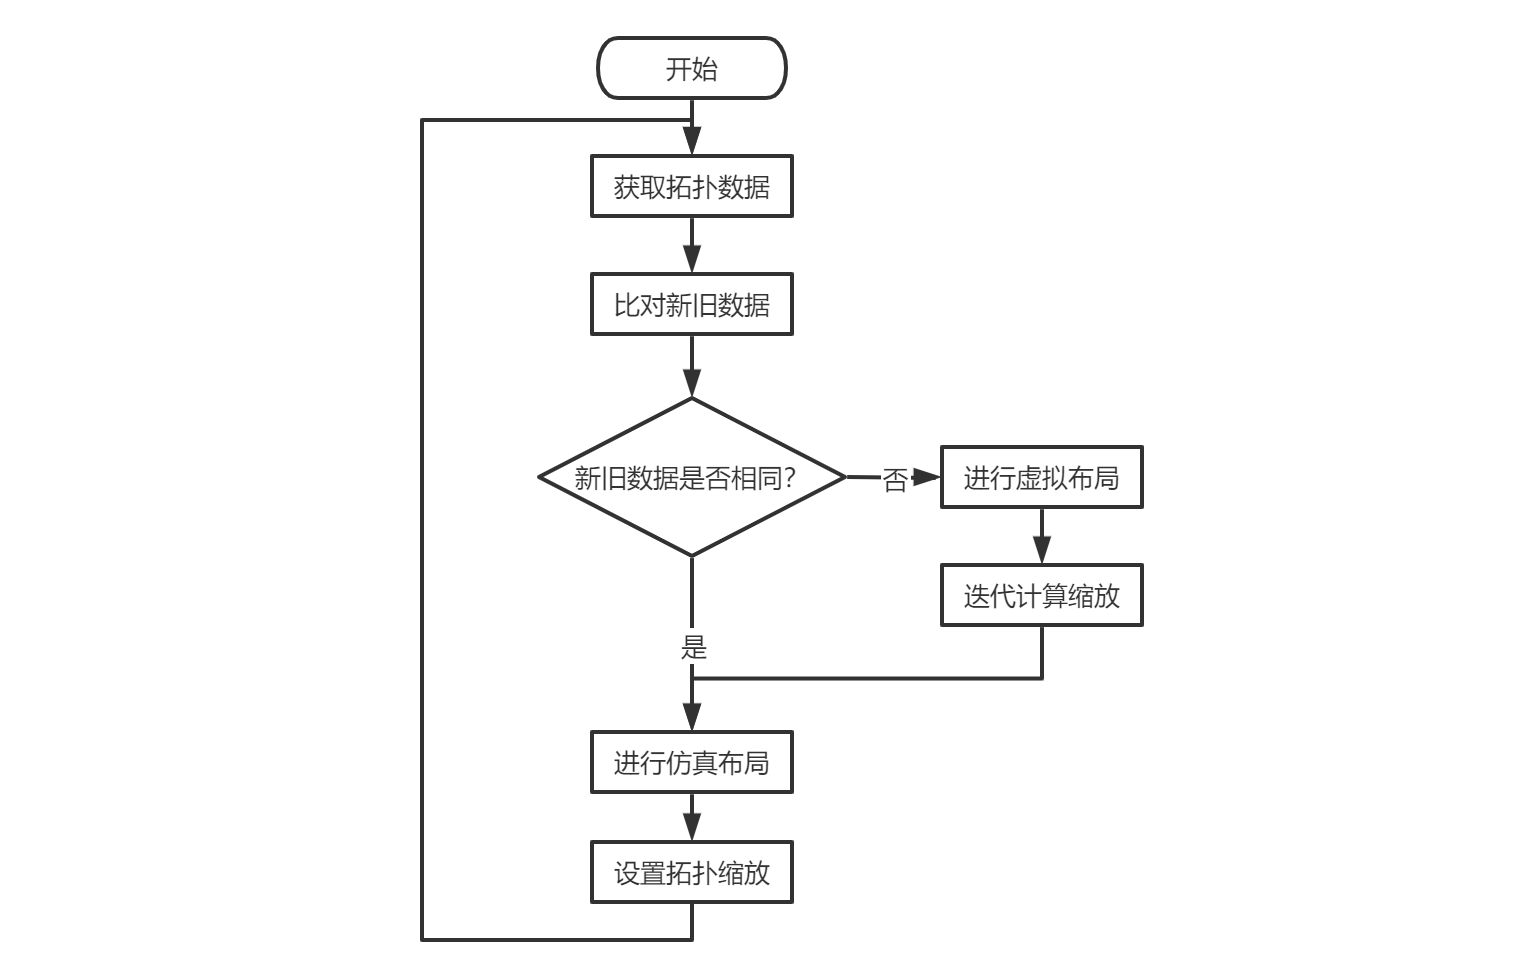 开始
获取拓扑数据
比对新旧数据
新旧数据是否相同?
否
进行虚拟布局
迭代计算缩放
是
进行仿真布局
设置拓扑缩放